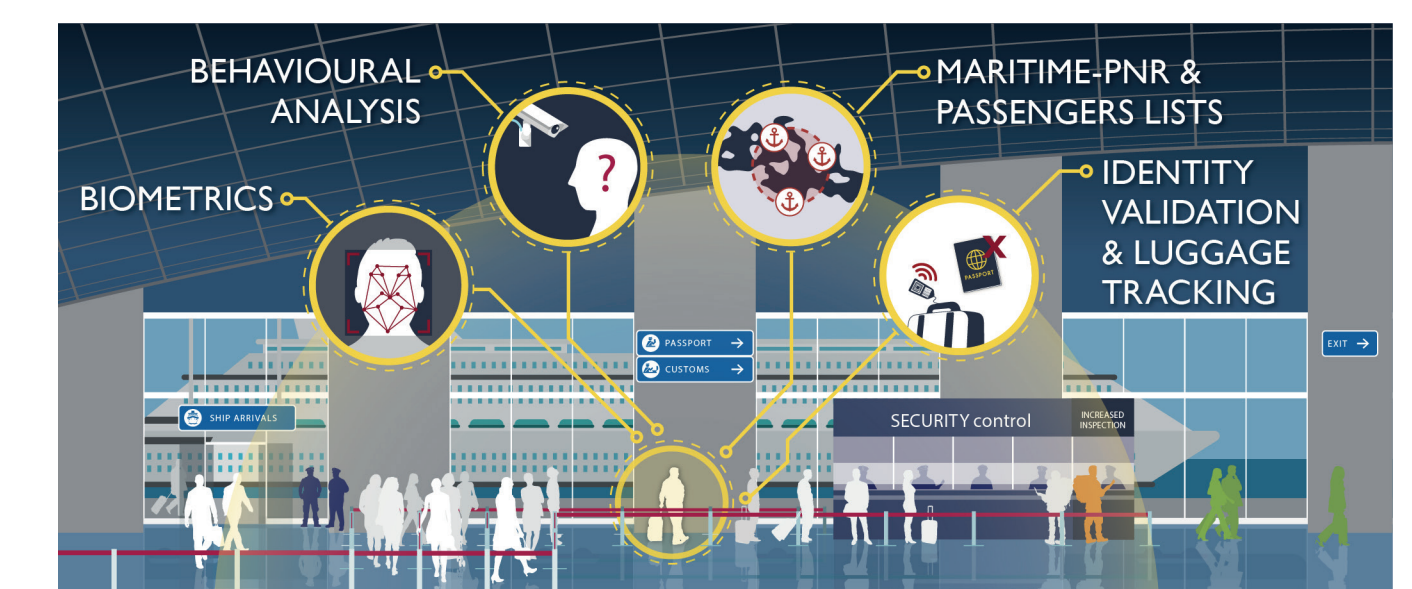 BEHAVIOURAL
ANALYSIS
MARITIME-PNR &
PASSENGERS LISTS
BIOMETRICS
?
IDENTITY
VALIDATION
& LUGGAGE
TRACKING
X
PASSPORT
PASSPORT →
CUSTOMS →
EXIT →
SHIP ARRIVALS
SECURITY control
INCREASED
INSPECTION